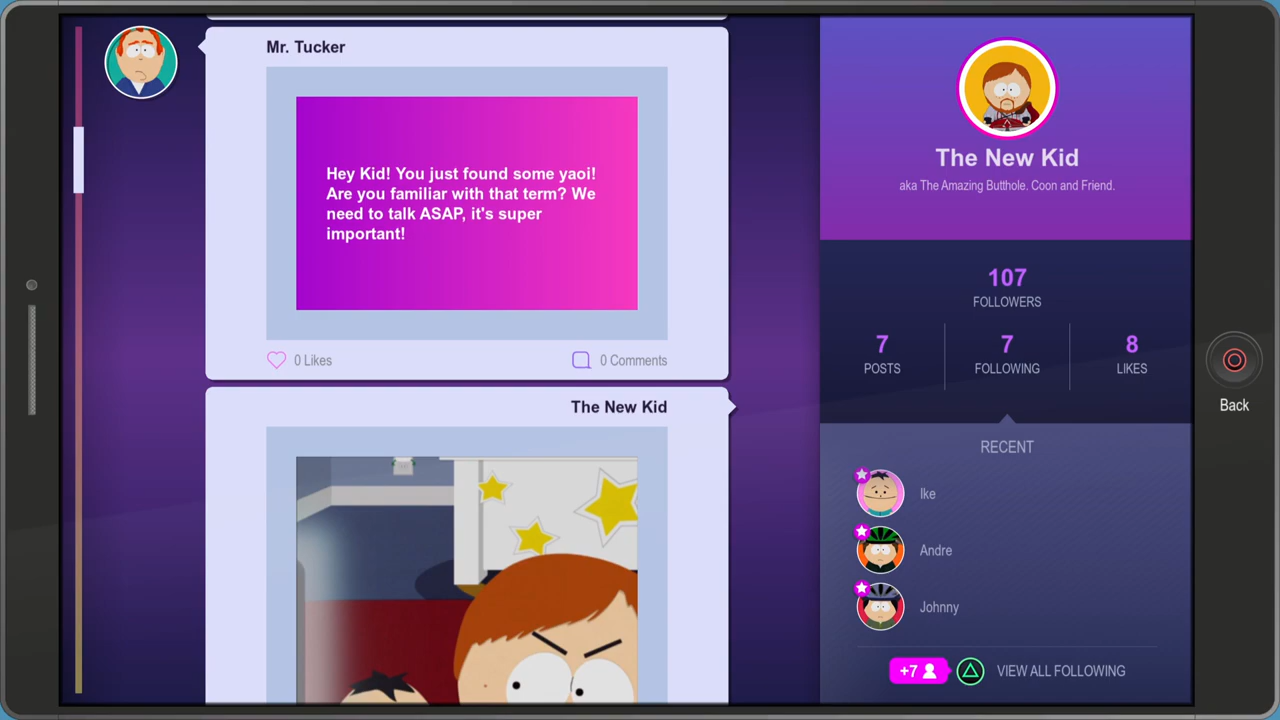 Mr. Tucker
Hey Kid! You just found some yaoi!
Are you familiar with that term? We
need to talk ASAP, it's super
important!
0 Likes
0 Comments
The New Kid
The New Kid
aka The Amazing Butthole. Coon and Friend.
107
FOLLOWERS
7
POSTS
7
FOLLOWING
8
LIKES
RECENT
Ike
Andre
Johnny
+7
VIEW ALL FOLLOWING
Back